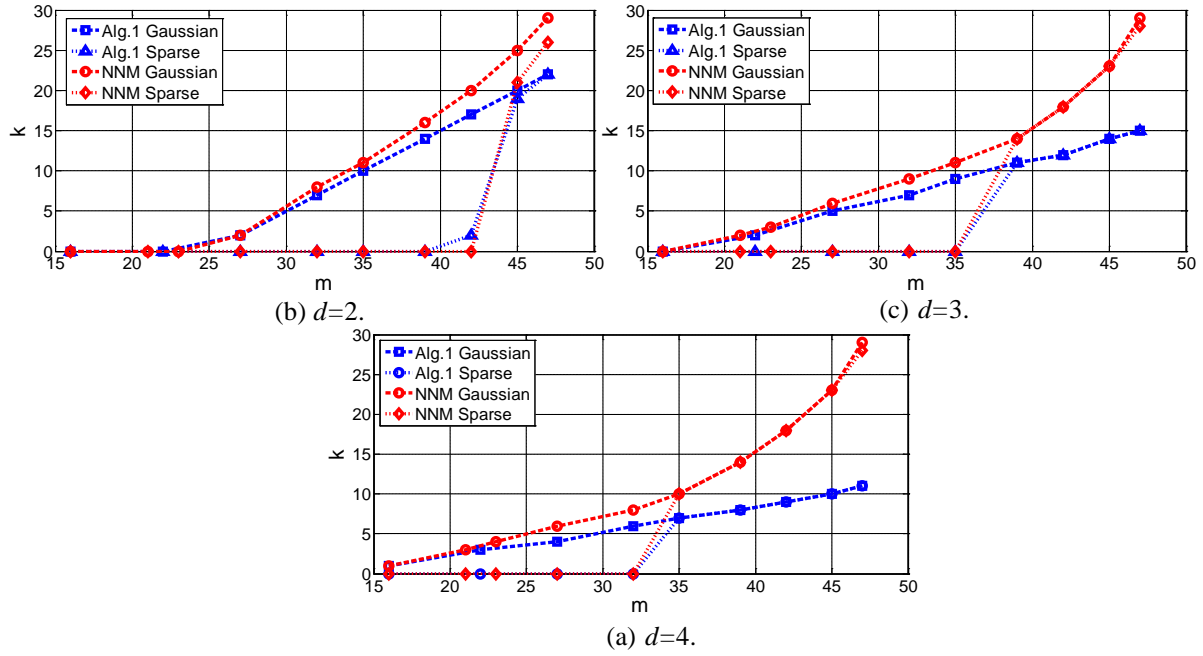 30
25
20
15
10
5
0
k
Alg.1 Gaussian
Alg.1 Sparse
NNM Gaussian
NNM Sparse
15 20 25 30 35 40 45 50
m
(b) d=2.
30
25
20
15
10
5
0
k
Alg.1 Gaussian
Alg.1 Sparse
NNM Gaussian
NNM Sparse
15 20 25 30 35 40 45 50
m
(c) d=3.
30
25
20
15
10
5
0
k
Alg.1 Gaussian
Alg.1 Sparse
NNM Gaussian
NNM Sparse
15 20 25 30 35 40 45 50
m
(a) d=4.